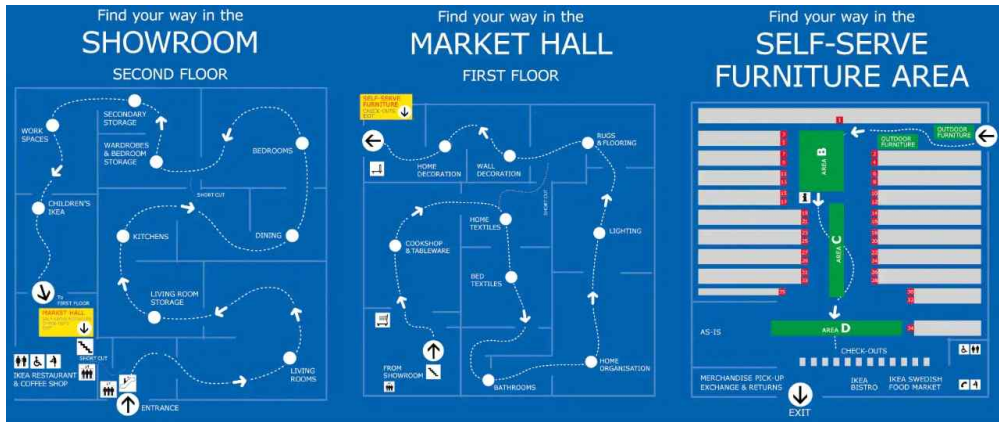 Find your way in the
SHOWROOM
SECOND FLOOR
SECONDARY
STORAGE
WORK
SPACES
WARDROBES
& BEDROOM
STORAGE
BEDROOMS
SHORT CUT
CHILDREN'S
IKEA
KITCHENS
DINING
LIVING ROOM
STORAGE
TO
FIRST FLOOR
MARKET HALL
SHORT CUT
IKEA RESTAURANT
& COFFEE SHOP
LIVING
ROOMS
ENTRANCE
Find your way in the
MARKET HALL
FIRST FLOOR
SELF-SERVE
FURNITURE
CHECK-OUTS
EXIT
RUGS
& FLOORING
HOME
DECORATION
WALL
DECORATION
SHORT CUT
HOME
TEXTILES
LIGHTING
COOKSHOP
& TABLEWARE
BED
TEXTILES
FROM
SHOWROOM
HOME
ORGANISATION
BATHROOMS
Find your way in the
SELF-SERVE
FURNITURE AREA
OUTDOOR
FURNITURE
OUTDOOR
FURNITURE
AREA B
AREA C
AREA D
AS-IS
CHECK-OUTS
MERCHANDISE PICK-UP
EXCHANGE & RETURNS
IKEA
BISTRO
IKEA SWEDISH
FOOD MARKET
EXIT